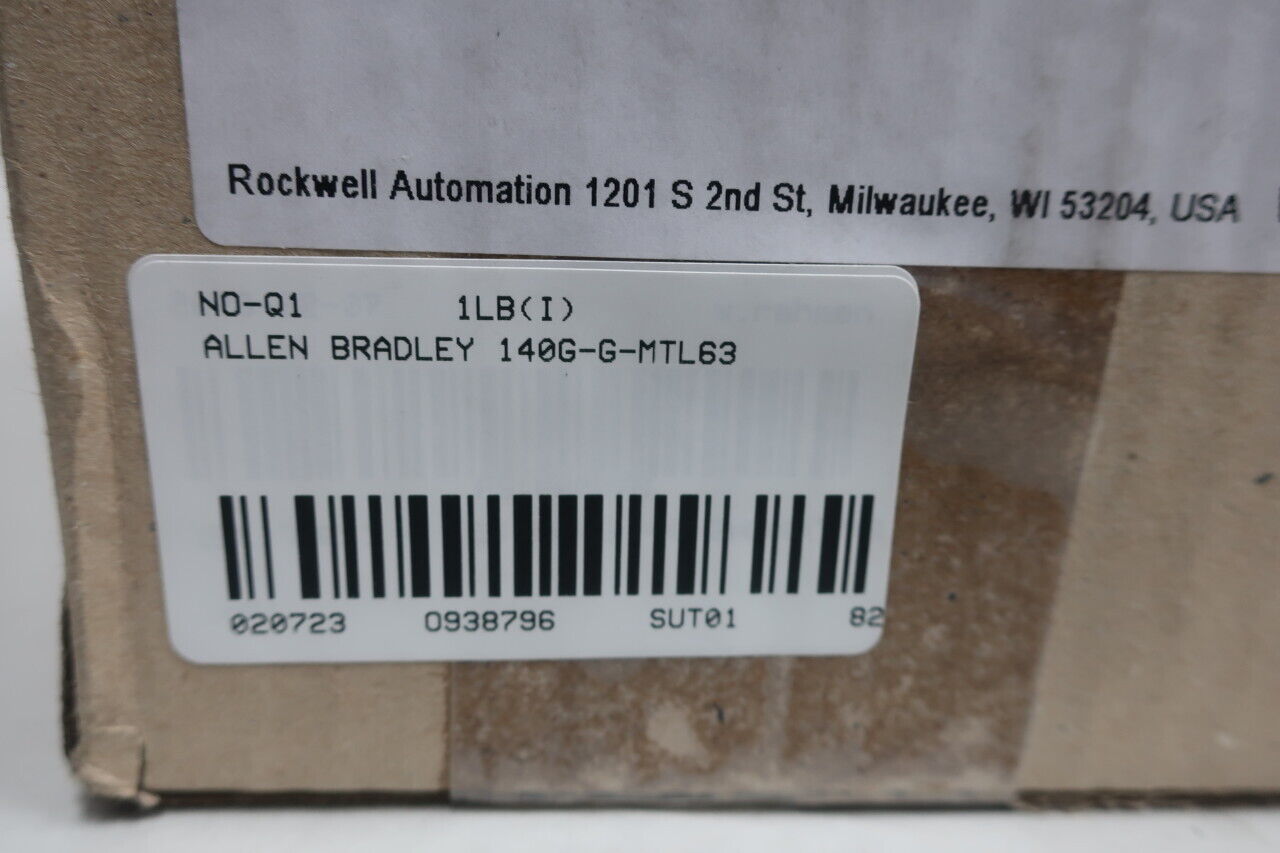 Rockwell Automation 1201 S 2nd St, Milwaukee, WI 53204, USA
NO-Q1 1LB(I)
ALLEN BRADLEY 140G-G-MTL63
020723 O938796 SUT01 82